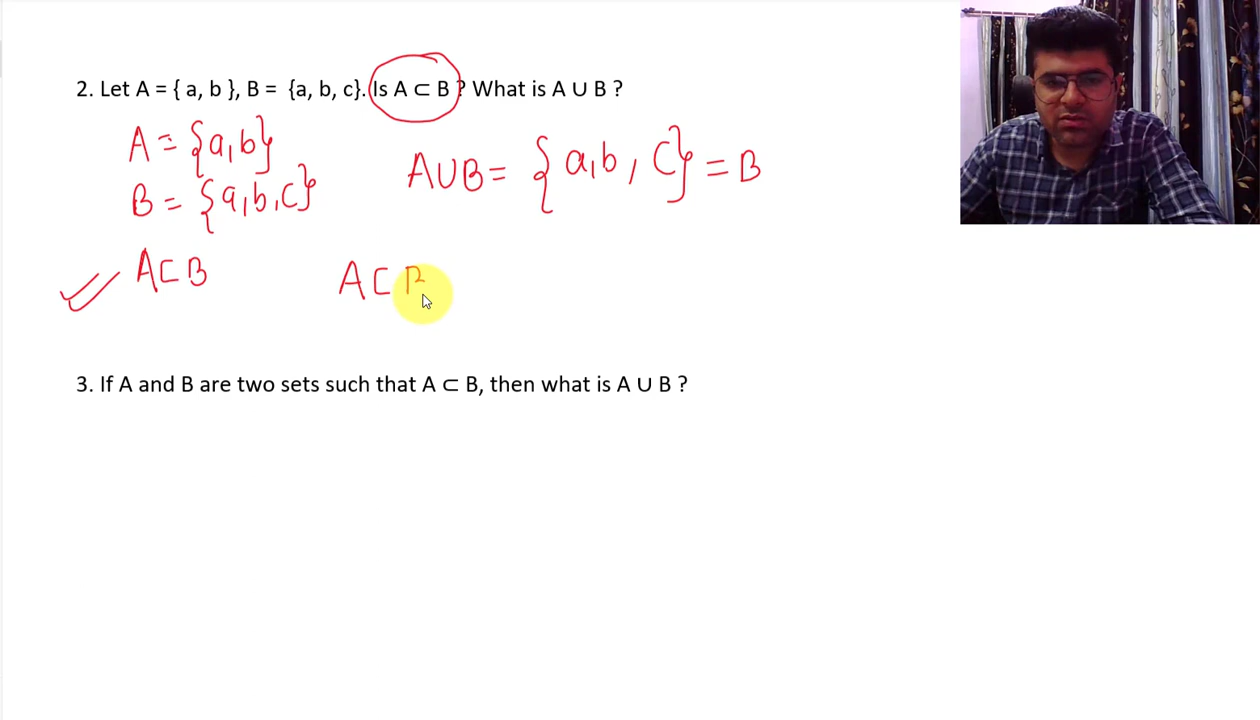 2. Let A = { a, b }, B = {a, b, c}. Is A ⊂ B ? What is A ∪ B ?
A = {a,b}
A∪B = {a,b, c} = B
B = {a,b,c}
A⊂B
A⊂B
3. If A and B are two sets such that A ⊂ B, then what is A ∪ B ?